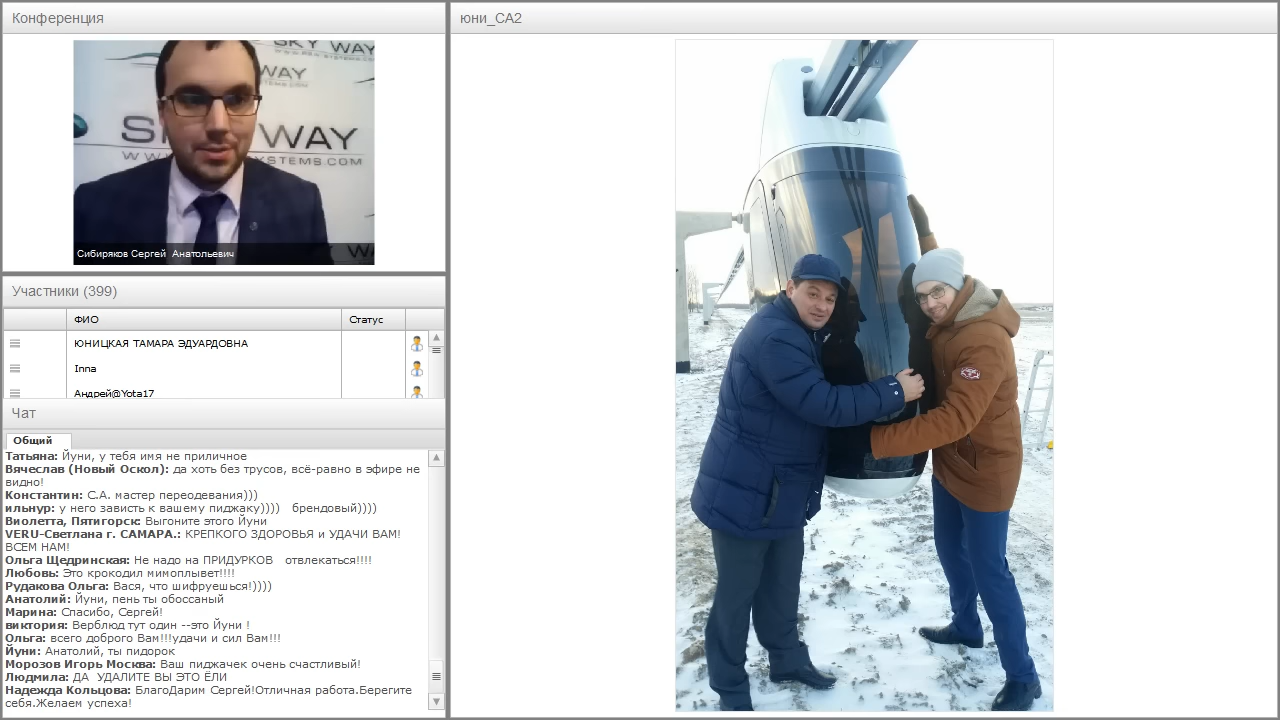 Конференция
SKY WAY
WAY
SKY WAY
SYSTEMS.COM
Сибиряков Сергей Анатольевич
Участники (399)
ФИО Статус
ЮНИЦКАЯ ТАМАРА ЭДУАРДОВНА
Inna
Андрей@Yota17
Чат
Общий
Татьяна: Йуни, у тебя имя не приличнов
Вячеслав (Новый Оскол): да хоть без трусов, всё-равно в эфире не
видно!
Константин: С.А. мастер переодевания)))
ильнур: у него зависть к вашему пиджаку)))) брендовый))))
Виолетта, Пятигорск: Выгоните этого Йуни
VERU-Светлана г. САМАРА.: КРЕПКОГО ЗДОРОВЬЯ и УДАЧИ ВАМ!
ВСЕМ НАМ!
Ольга Щедринская: Не надо на ПРИДУРКОВ отвлекаться!!!!
Любовь: Это крокодил мимоплывет!!!!
Рудакова Ольга: Вася, что шифруешься!))))
Анатолий: Йуни, пень ты обоссаный
Марина: Спасибо, Сергей!
виктория: Верблюд тут один --это Йуни !
Ольга: всего доброго Вам!!!удачи и сил Вам!!!
Йуни: Анатолий, ты пидорок
Морозов Игорь Москва: Ваш пиджачек очень счастливый!
Людмила: ДА УДАЛИТЕ ВЫ ЭТО ЕЛИ
Надежда Кольцова: БлагоДарим Сергей!Отличная работа.Берегите
себя.Желаем успеха!
юни_СА2